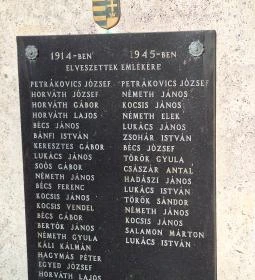 1914-BEN 1945-BEN
ELVESZETTEK EMLÉKÉRE
PETRÁKOVICS JÓZSEF PETRÁKOVICS JÓZSEF
HORVÁTH JÓZSEF NÉMETH JÁNOS
HORVÁTH GÁBOR KOCSIS JÁNOS
HORVÁTH LAJOS NÉMETH ELEK
BÉCS JÁNOS LUKÁCS JÁNOS
BÁNFI ISTVÁN ZSOHÁR ISTVÁN
KERESZTES GÁBOR BÉCS JÓZSEF
LUKÁCS JÁNOS TÖRÖK GYULA
SOÓS GÁBOR CSÁSZÁR ANTAL
NÉMETH JÁNOS HADÁSZI JÁNOS
BÉCS FERENC LUKÁCS ISTVÁN
KOCSIS JÁNOS TÖRÖK SÁNDOR
KOCSIS VENDEL NÉMETH JÁNOS
BÉCS GÁBOR KOCSIS JÁNOS
BERTÓK JÁNOS SALAMON MÁRTON
NÉMETH GYULA LUKÁCS ISTVÁN
KÁLI KÁLMÁN
HAGYMÁS PÉTER
EGYED JÓZSEF
HORVÁTH LAJOS